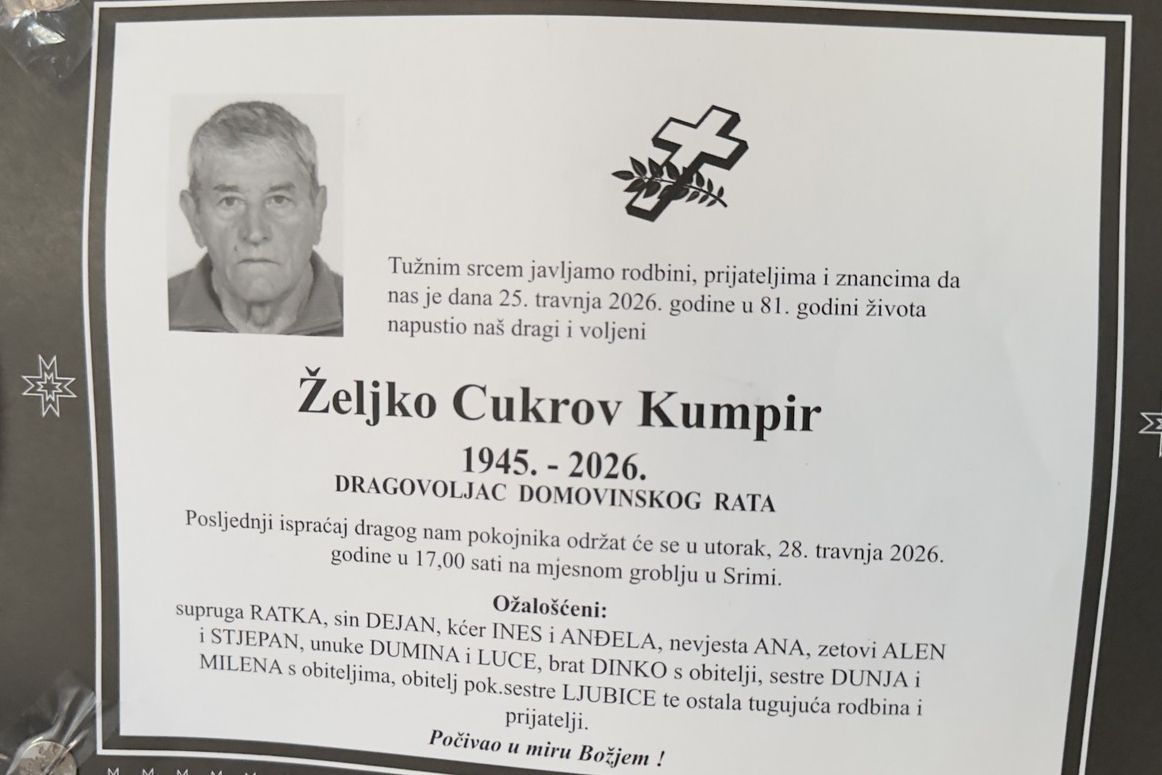 Tužnim srcem javljamo rodbini, prijateljima i znancima da
nas je dana 25. travnja 2026. godine u 81. godini života
napustio naš dragi i voljeni
Željko Cukrov Kumpir
1945. - 2026.
DRAGOVOLJAC DOMOVINSKOG RATA
Posljednji ispraćaj dragog nam pokojnika održat će se u utorak, 28. travnja 2026.
godine u 17,00 sati na mjesnom groblju u Srimi.
Ožalošćeni:
supruga RATKA, sin DEJAN, kćer INES i ANĐELA, nevjesta ANA, zetovi ALEN
i STJEPAN, unuke DUMINA i LUCE, brat DINKO s obitelji, sestre DUNJA i
MILENA s obiteljima, obitelj pok.sestre LJUBICE te ostala tugujuća rodbina i
prijatelji.
Počivao u miru Božjem !